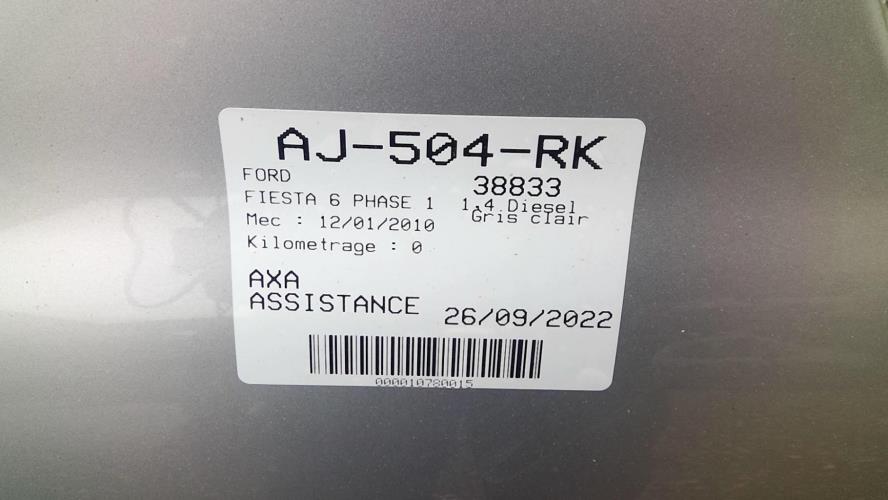 AJ-504-RK
FORD
38833
FIESTA 6 PHASE 1 1.4 Diesel
Gris clair
Mec : 12/01/2010
Kilometrage : 0
AXA
ASSISTANCE
26/09/2022
000010780015